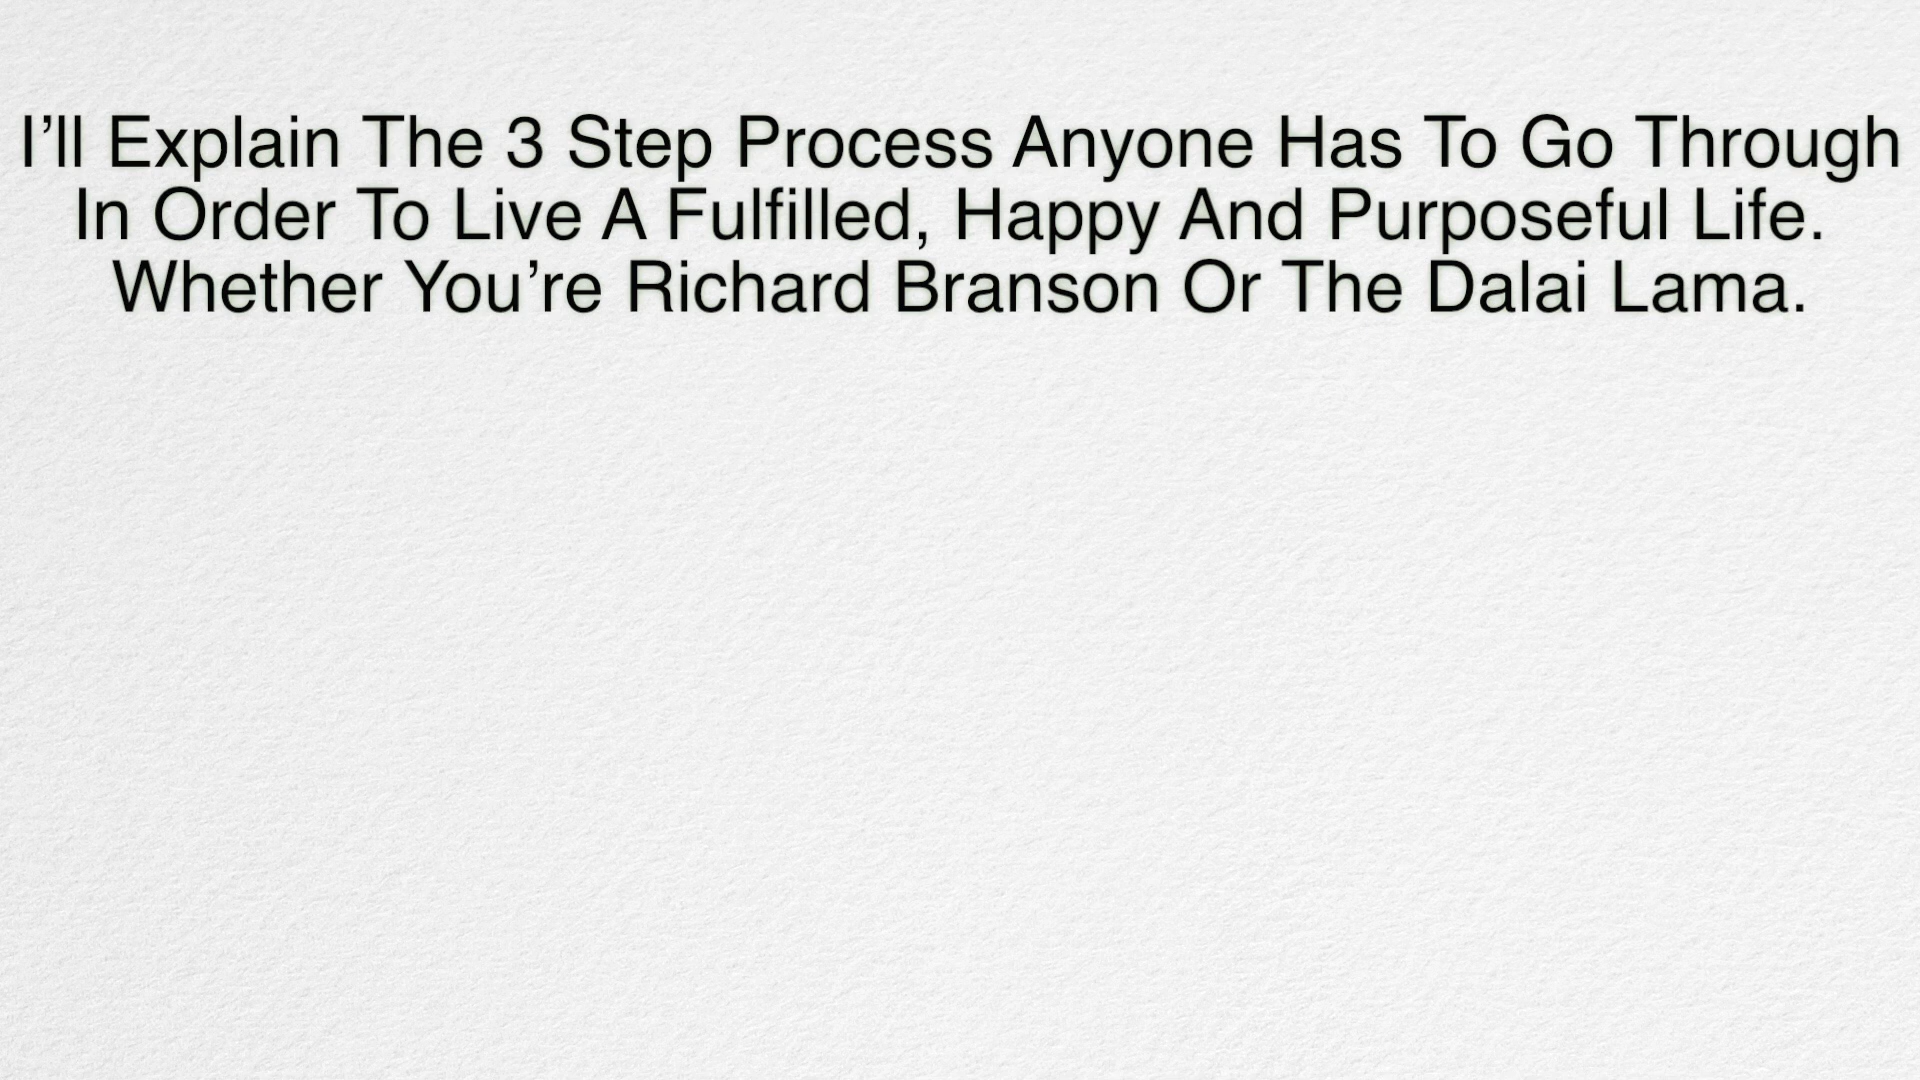 I’ll Explain The 3 Step Process Anyone Has To Go Through
In Order To Live A Fulfilled, Happy And Purposeful Life.
Whether You’re Richard Branson Or The Dalai Lama.